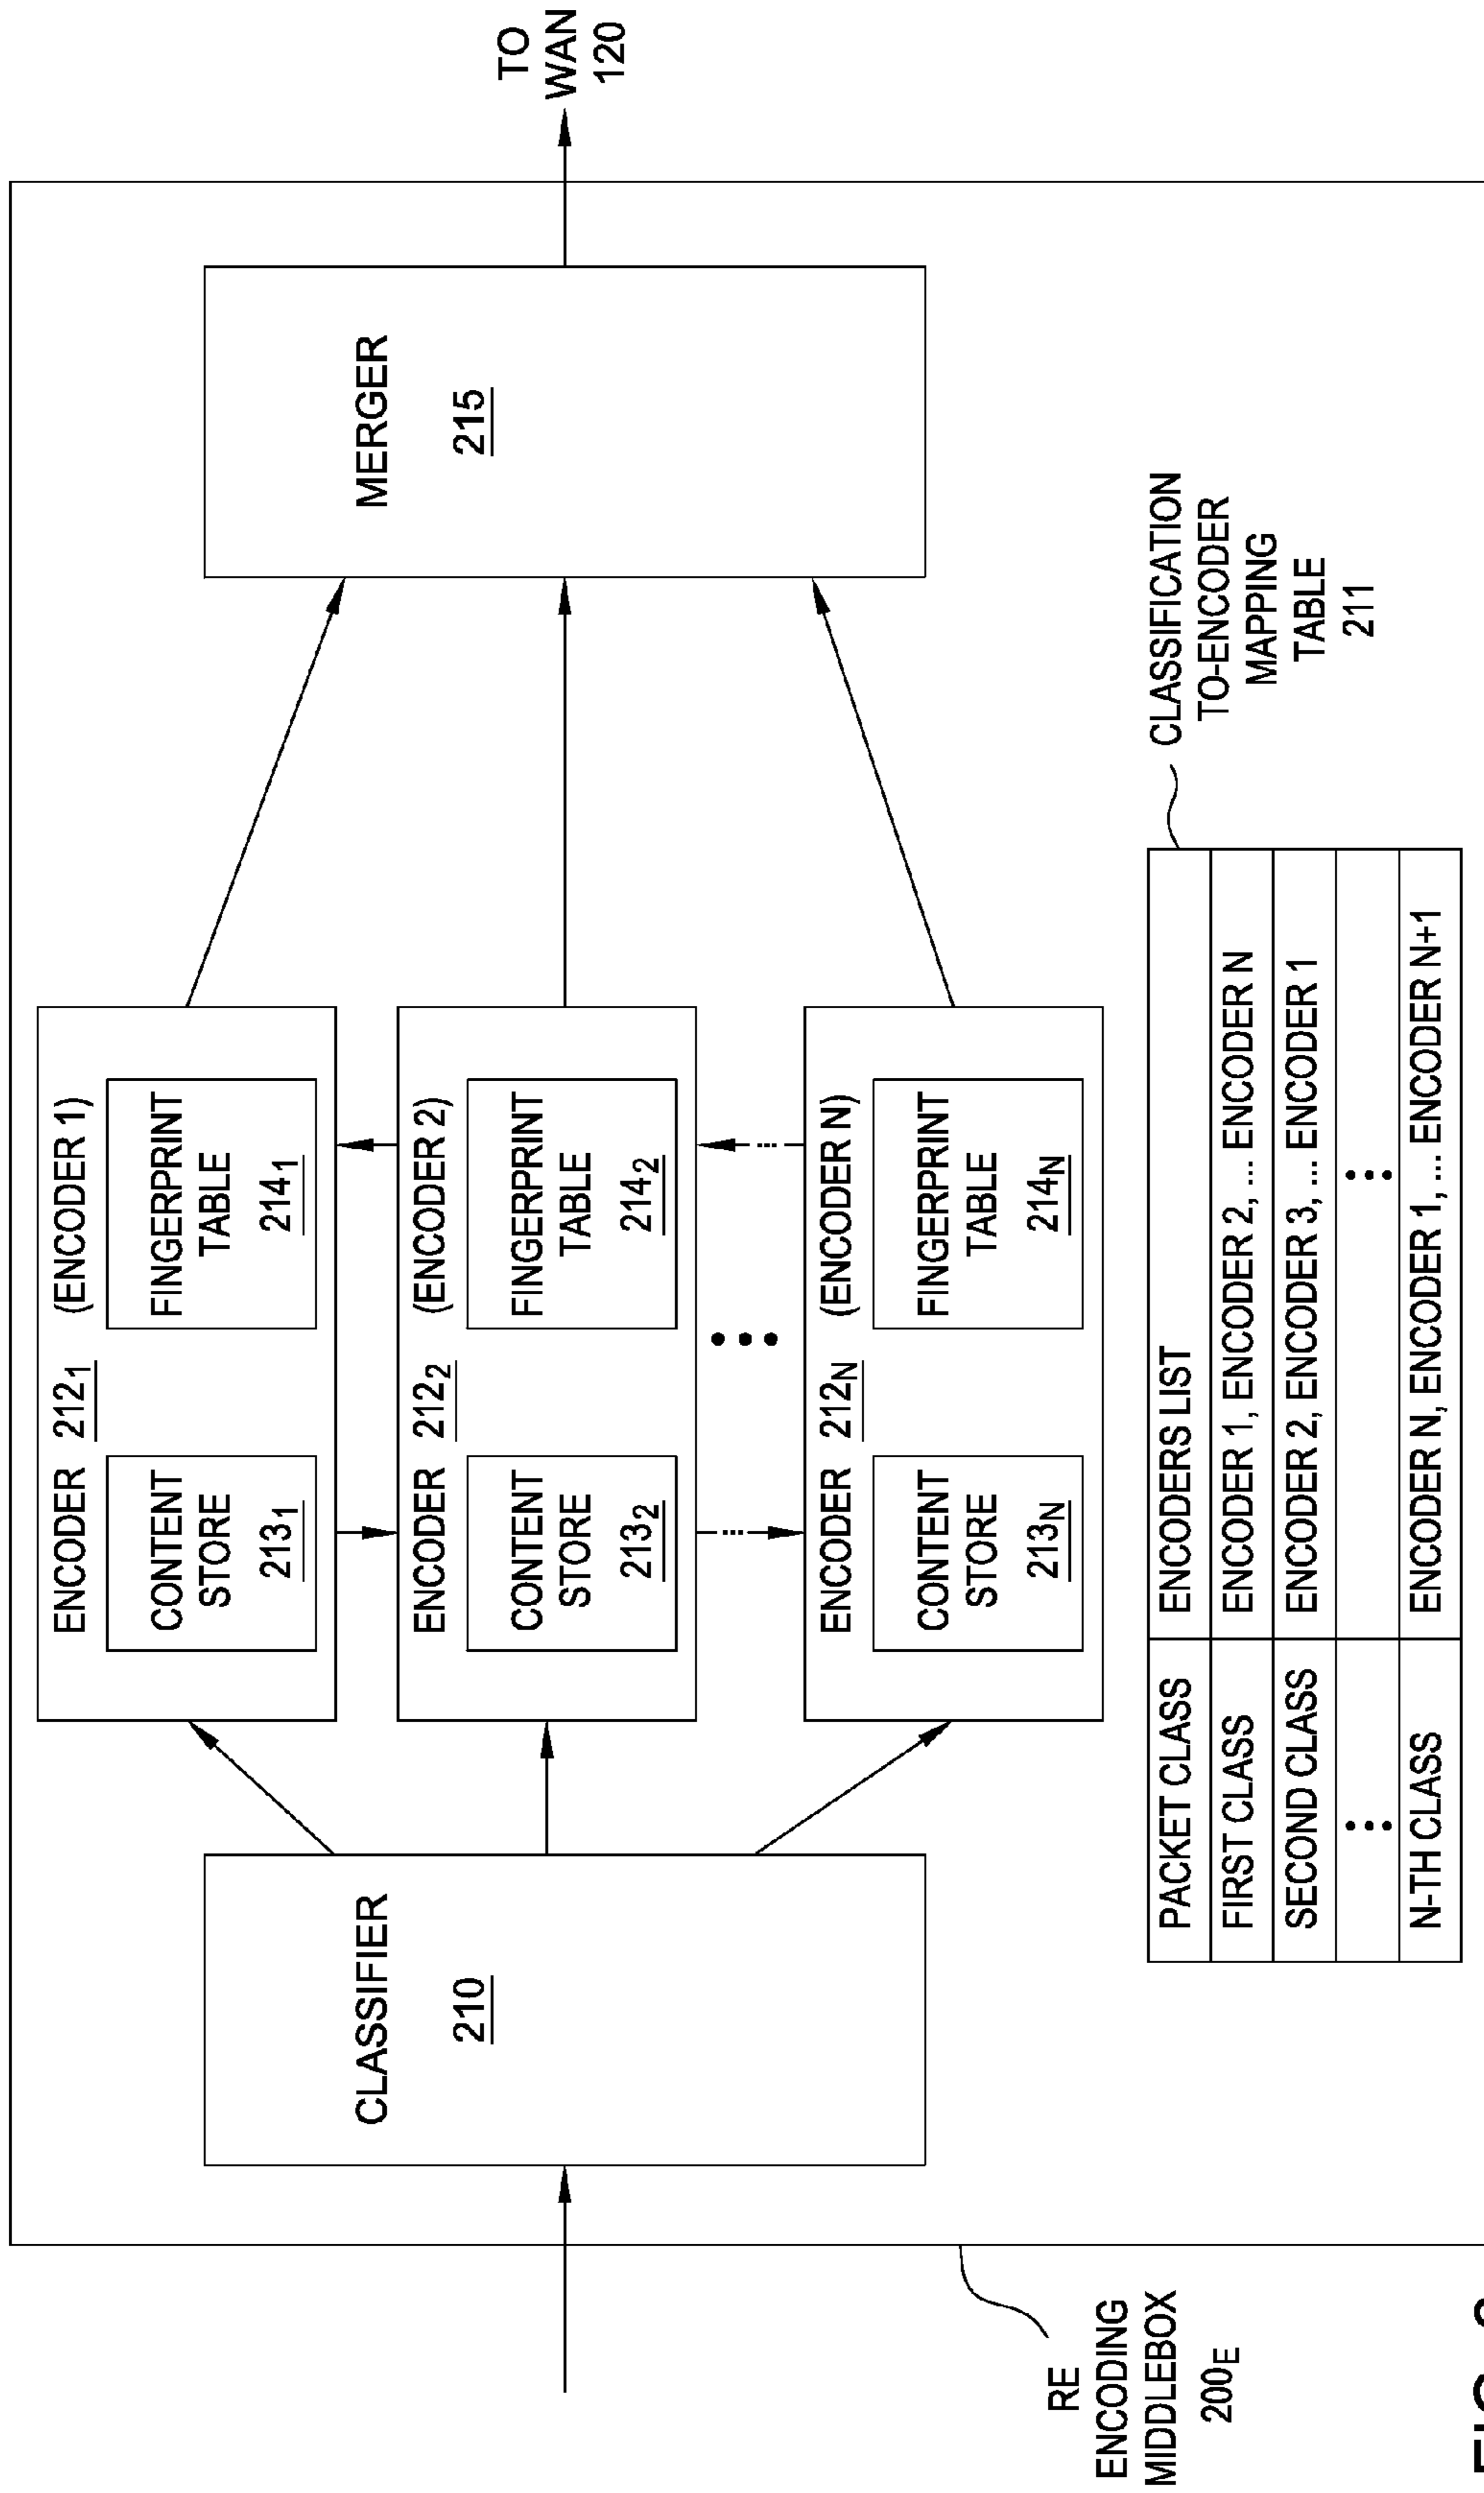 TO
WAN
120
CLASSIFIER
210
ENCODER 212₁ (ENCODER 1)
CONTENT
STORE
213₁
FINGERPRINT
TABLE
214₁
ENCODER 212₂ (ENCODER 2)
CONTENT
STORE
213₂
FINGERPRINT
TABLE
214₂
ENCODER 212N (ENCODER N)
CONTENT
STORE
213N
FINGERPRINT
TABLE
214N
MERGER
215
RE
ENCODING
MIDDLEBOX
200E
PACKET CLASS ENCODERS LIST
FIRST CLASS ENCODER 1, ENCODER 2, ... ENCODER N
SECOND CLASS ENCODER 2, ENCODER 3, ... ENCODER 1
N-TH CLASS ENCODER N, ENCODER 1, ... ENCODER N+1
CLASSIFICATION
TO-ENCODER
MAPPING
TABLE
211